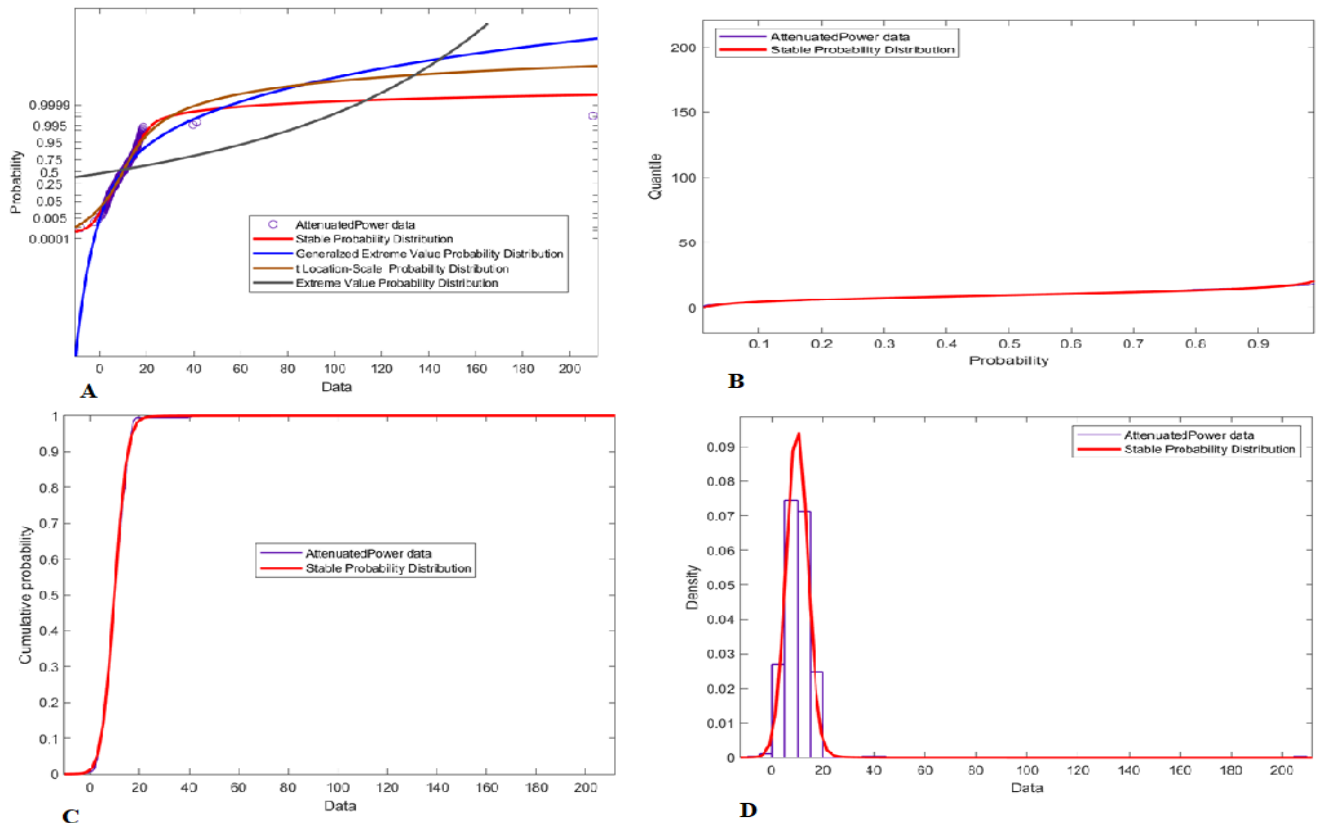 0.9999
0.995
0.95
0.75
0.5
0.25
0.05
0.005
0.0001
Probability
AttenuatedPower data
Stable Probability Distribution
Generalized Extreme Value Probability Distribution
t Location-Scale Probability Distribution
Extreme Value Probability Distribution
0 20 40 60 80 100 120 140 160 180 200
Data
A
AttenuatedPower data
Stable Probability Distribution
200
150
100
50
0
Quantile
0.1 0.2 0.3 0.4 0.5 0.6 0.7 0.8 0.9
Probability
B
1
0.9
0.8
0.7
0.6
0.5
0.4
0.3
0.2
0.1
0
Cumulative probability
AttenuatedPower data
Stable Probability Distribution
0 20 40 60 80 100 120 140 160 180 200
Data
C
AttenuatedPower data
Stable Probability Distribution
0.09
0.08
0.07
0.06
0.05
0.04
0.03
0.02
0.01
0
Density
0 20 40 60 80 100 120 140 160 180 200
Data
D